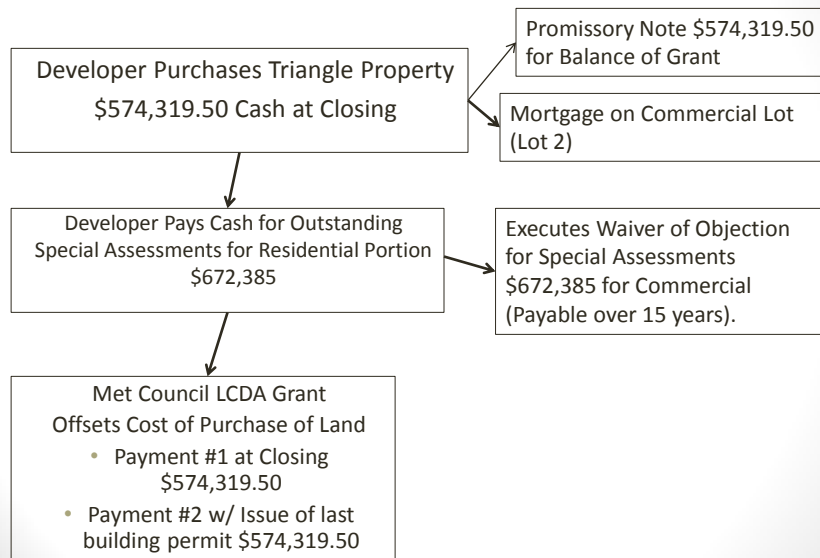 Developer Purchases Triangle Property
$574,319.50 Cash at Closing
Promissory Note $574,319.50
for Balance of Grant
Mortgage on Commercial Lot
(Lot 2)
Developer Pays Cash for Outstanding
Special Assessments for Residential Portion
$672,385
Executes Waiver of Objection
for Special Assessments
$672,385 for Commercial
(Payable over 15 years).
Met Council LCDA Grant
Offsets Cost of Purchase of Land
• Payment #1 at Closing
$574,319.50
• Payment #2 w/ Issue of last
building permit $574,319.50